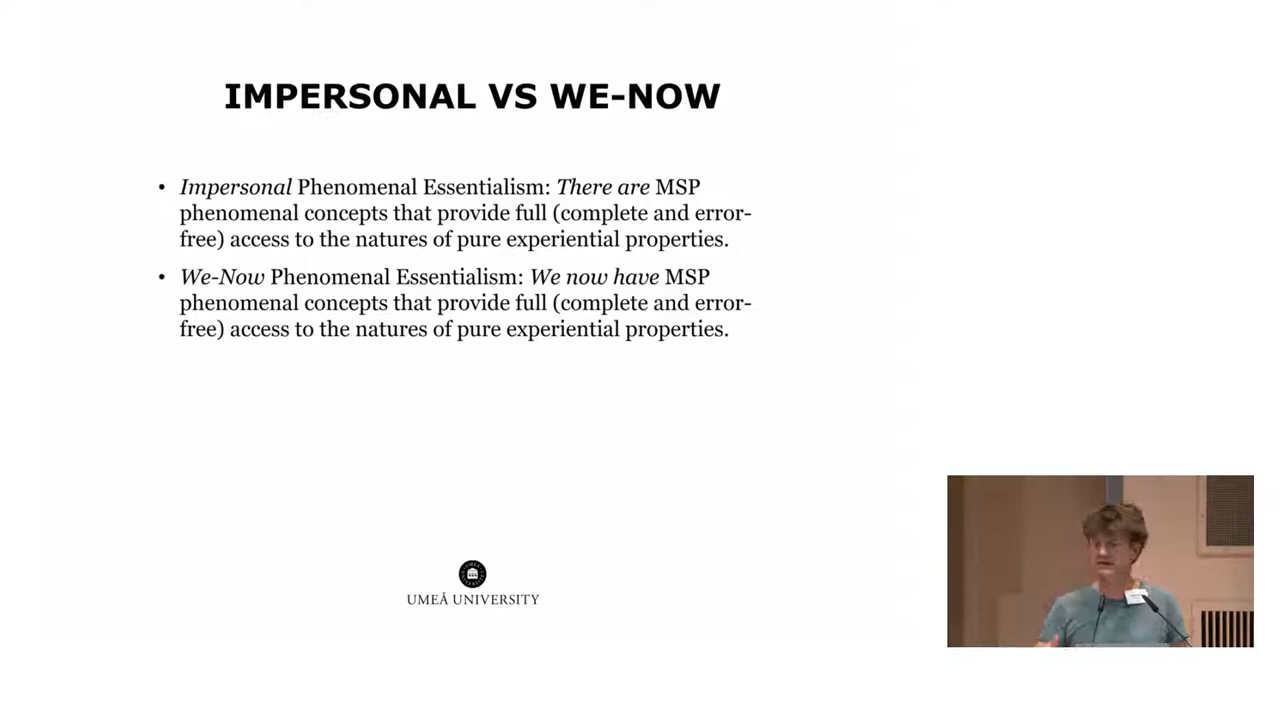 IMPERSONAL VS WE-NOW
• Impersonal Phenomenal Essentialism: There are MSP
phenomenal concepts that provide full (complete and error-
free) access to the natures of pure experiential properties.
• We-Now Phenomenal Essentialism: We now have MSP
phenomenal concepts that provide full (complete and error-
free) access to the natures of pure experiential properties.
UMEÅ UNIVERSITY